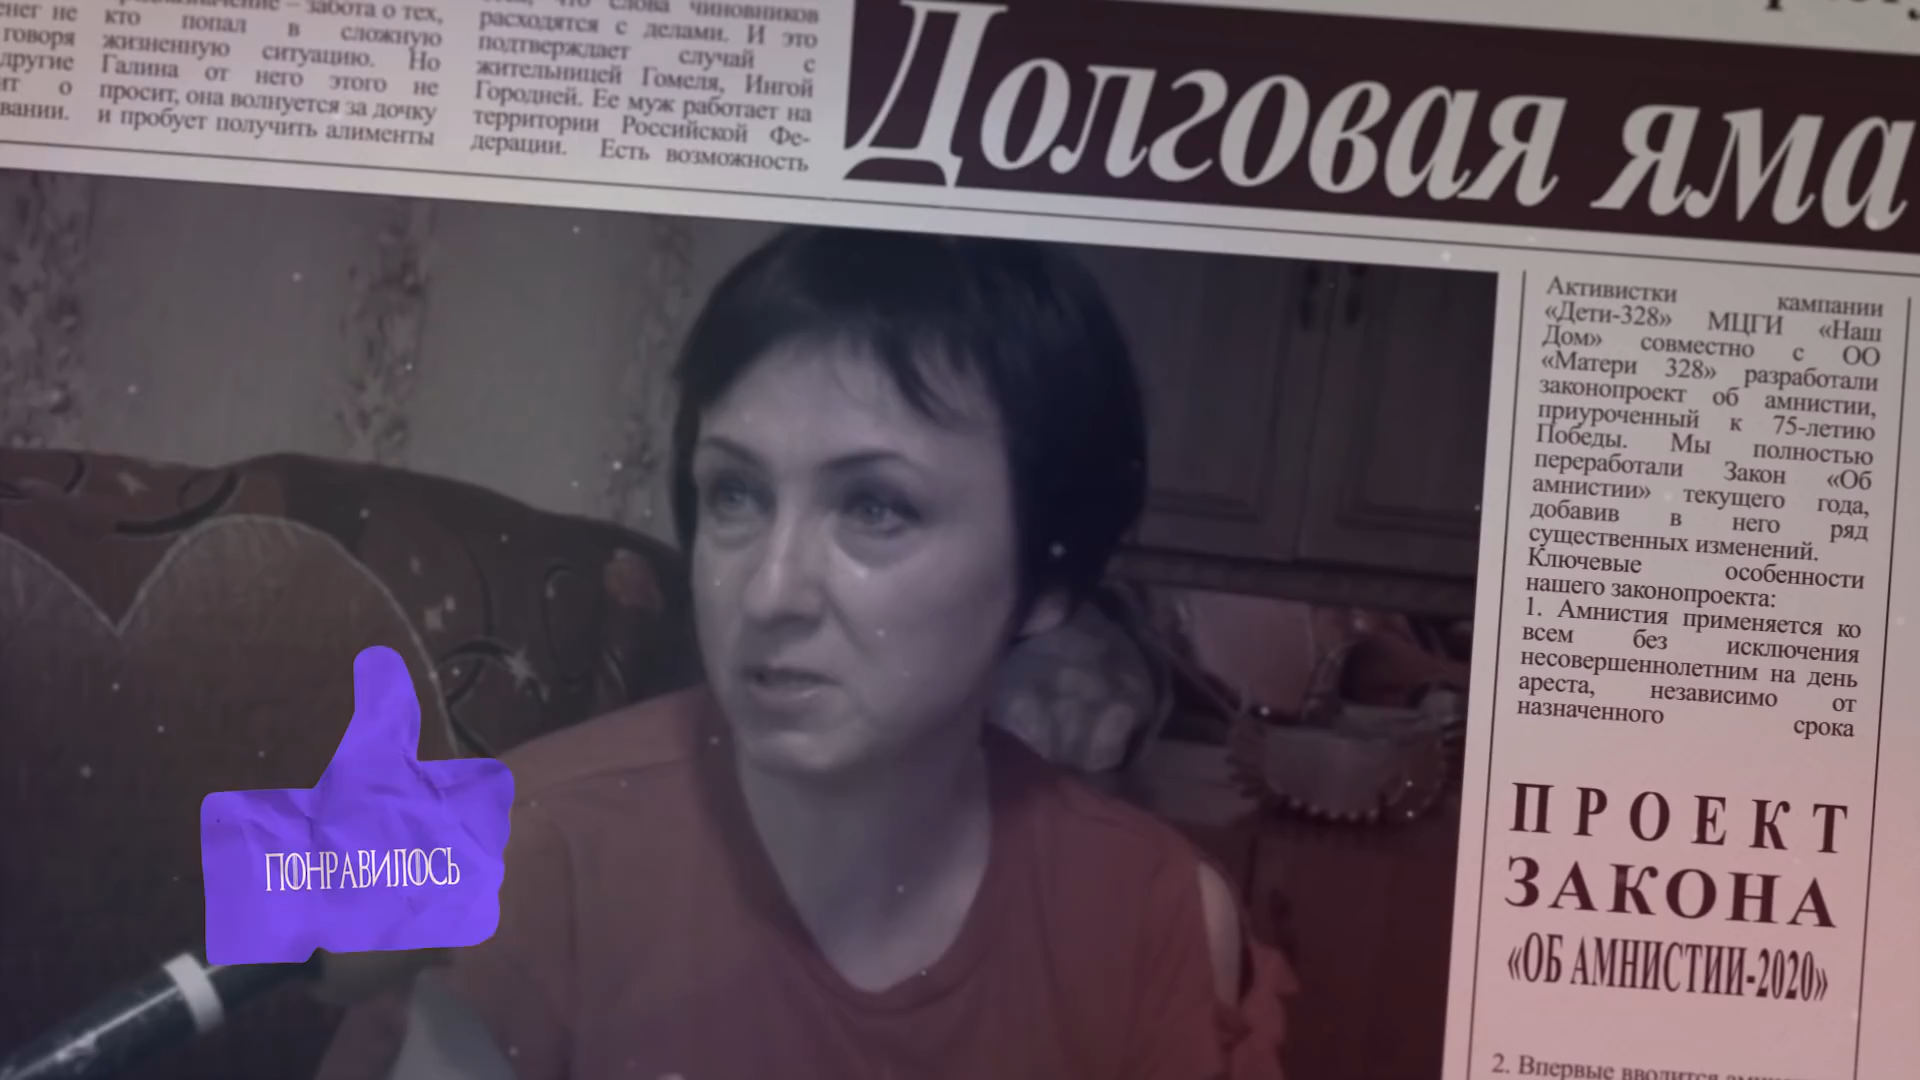 не
говоря
другие
о
вании.
забота о тех,
кто попал в сложную
жизненную ситуацию. Но
Галина от него этого не
просит, она волнуется за дочку
и пробует получить алименты
что слова чиновников
расходятся с делами. И это
подтверждает случай с
жительницей Гомеля, Ингой
Городней. Ее муж работает на
территории Российской Фе-
дерации. Есть возможность
Долговая яма
Активистки кампании
«Дети-328» МЦГИ «Наш
Дом» совместно с ОО
«Матери 328» разработали
законопроект об амнистии,
приуроченный к 75-летию
Победы. Мы полностью
переработали Закон «Об
амнистии» текущего года,
добавив в него ряд
существенных изменений.
Ключевые особенности
нашего законопроекта:
1. Амнистия применяется ко
всем без исключения
несовершеннолетним на день
ареста, независимо от
назначенного срока
ПРОЕКТ
ЗАКОНА
«ОБ АМНИСТИИ-2020»
2. Впервые вводится
ПОНРАВИЛОСЬ